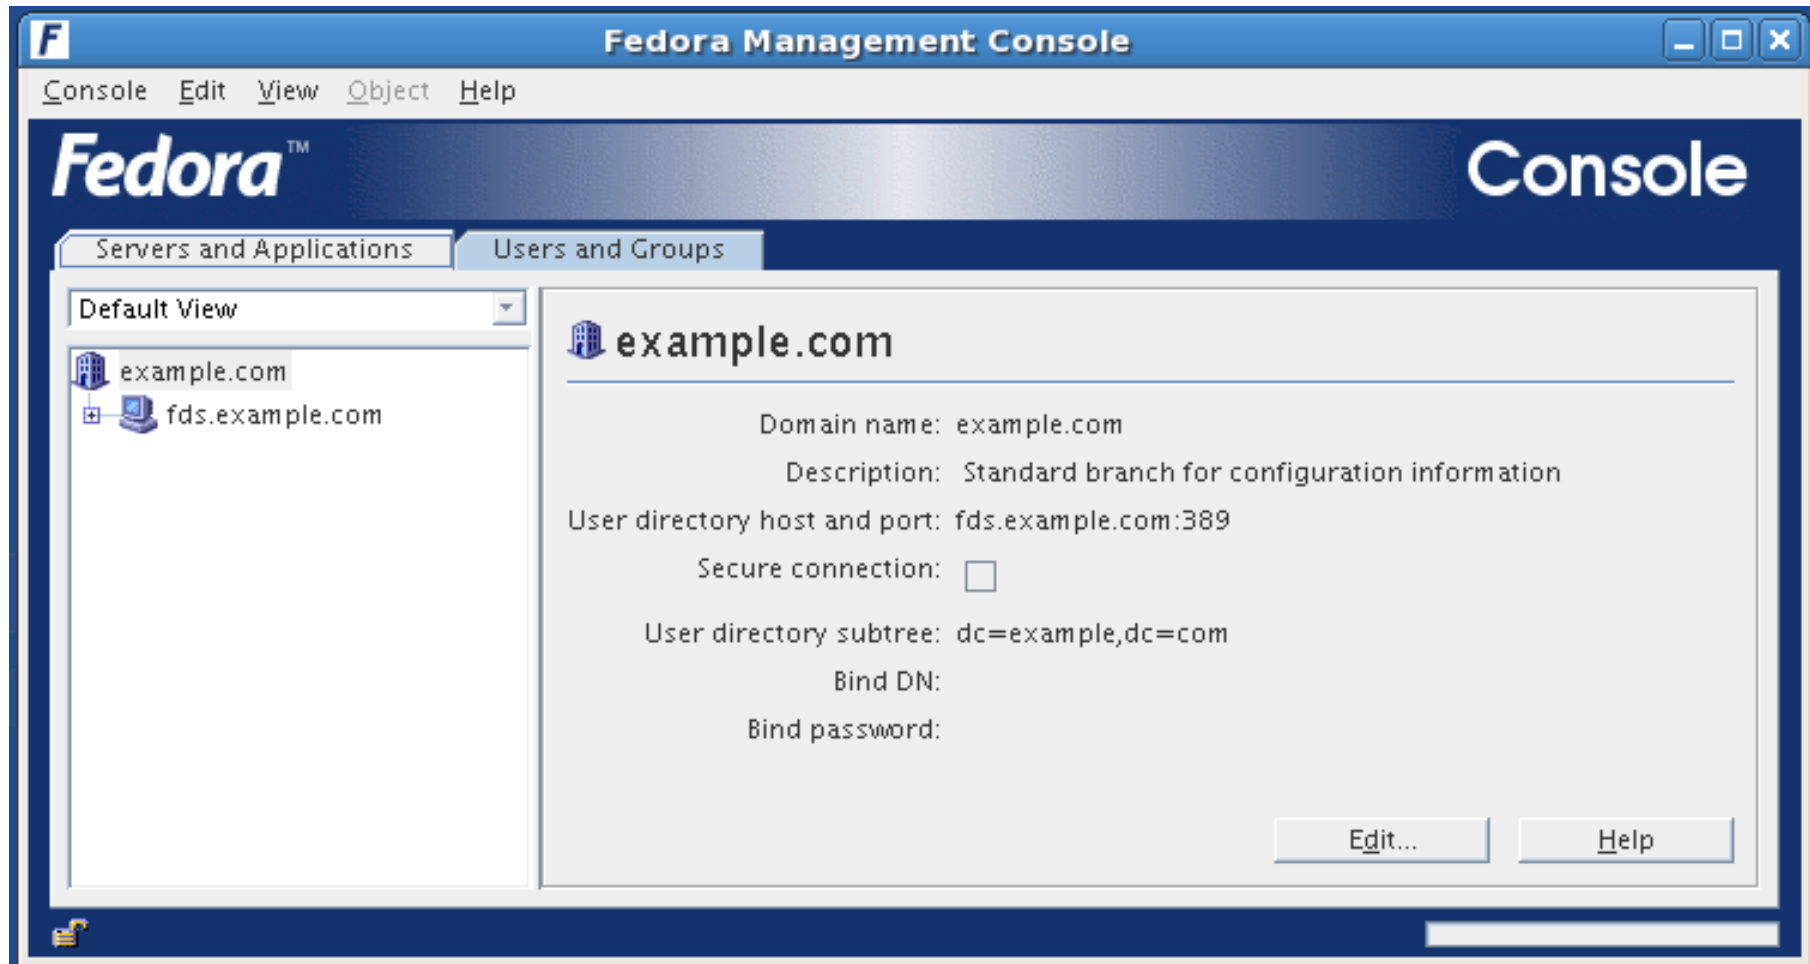 Fedora Management Console
Console Edit View Object Help
Fedora™ Console
Servers and Applications Users and Groups
Default View
example.com
fds.example.com
example.com
Domain name: example.com
Description: Standard branch for configuration information
User directory host and port: fds.example.com:389
Secure connection:
User directory subtree: dc=example,dc=com
Bind DN:
Bind password:
Edit... Help